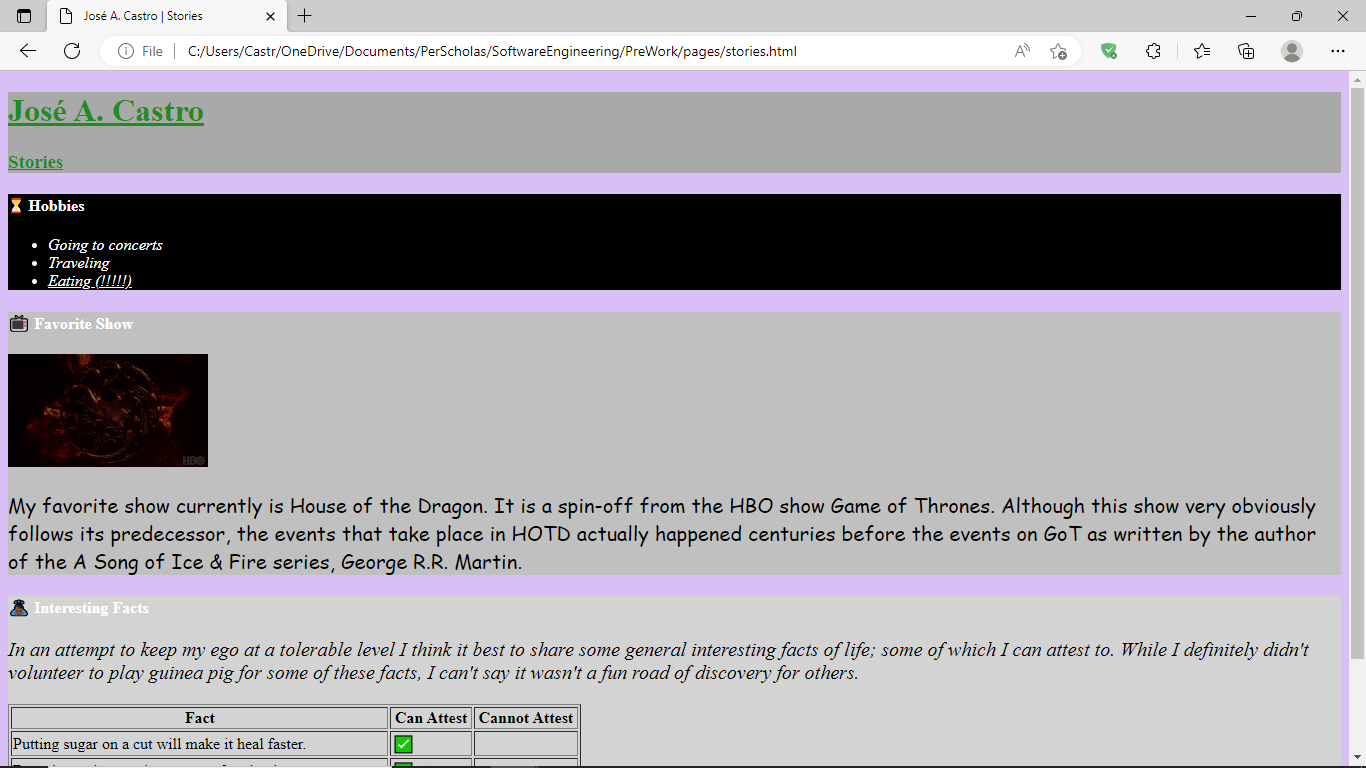 José A. Castro | Stories
File
C:/Users/Castr/OneDrive/Documents/PerScholas/SoftwareEngineering/PreWork/pages/stories.html
José A. Castro
Stories
⏳ Hobbies
• Going to concerts
• Traveling
• Eating (!!!!!)
📺 Favorite Show
HBO
My favorite show currently is House of the Dragon. It is a spin-off from the HBO show Game of Thrones. Although this show very obviously
follows its predecessor, the events that take place in HOTD actually happened centuries before the events on GoT as written by the author
of the A Song of Ice & Fire series, George R.R. Martin.
Interesting Facts
In an attempt to keep my ego at a tolerable level I think it best to share some general interesting facts of life; some of which I can attest to. While I definitely didn't
volunteer to play guinea pig for some of these facts, I can't say it wasn't a fun road of discovery for others.
Fact Can Attest Cannot Attest
Putting sugar on a cut will make it heal faster. ✅